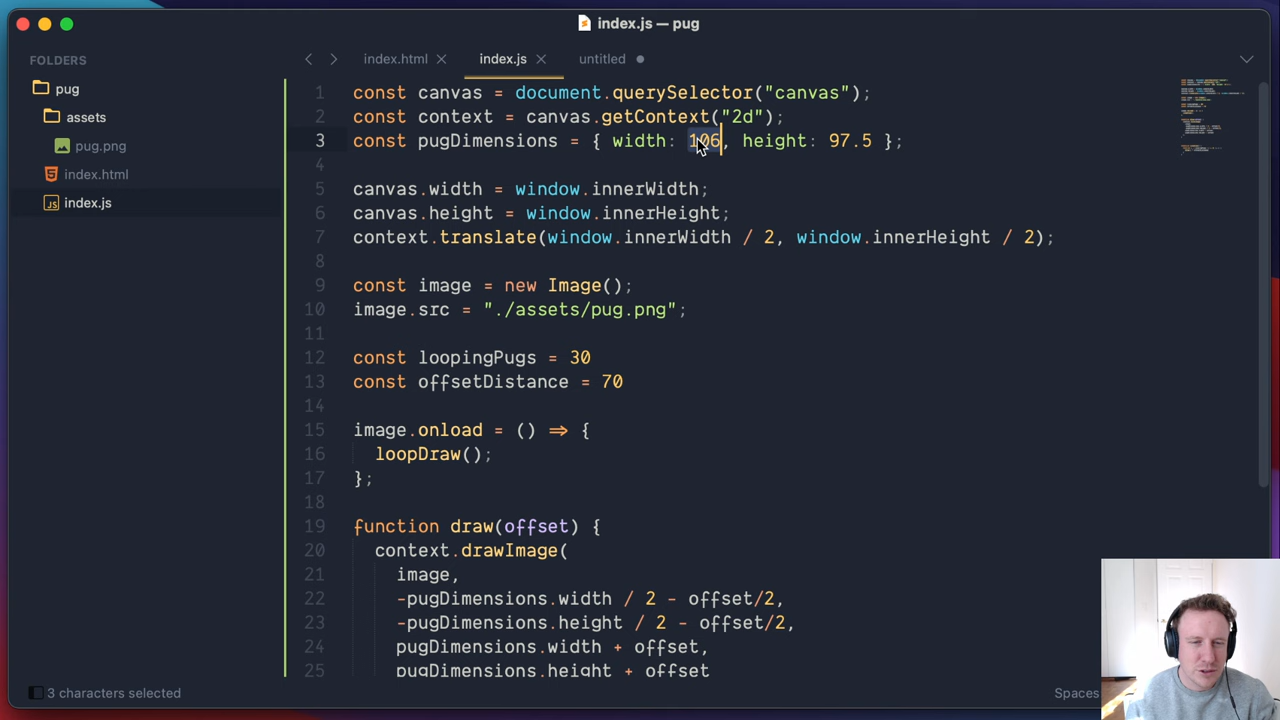 index.js — pug
FOLDERS
pug
assets
pug.png
index.html
index.js
index.html
index.js
untitled
1 const canvas = document.querySelector("canvas");
2 const context = canvas.getContext("2d");
3 const pugDimensions = { width: 106, height: 97.5 };
4
5 canvas.width = window.innerWidth;
6 canvas.height = window.innerHeight;
7 context.translate(window.innerWidth / 2, window.innerHeight / 2);
8
9 const image = new Image();
10 image.src = "./assets/pug.png";
11
12 const loopingPugs = 30
13 const offsetDistance = 70
14
15 image.onload = () => {
16 loopDraw();
17 };
18
19 function draw(offset) {
20 context.drawImage(
21 image,
22 -pugDimensions.width / 2 - offset/2,
23 -pugDimensions.height / 2 - offset/2,
24 pugDimensions.width + offset,
25 pugDimensions.height + offset
3 characters selected
Spaces